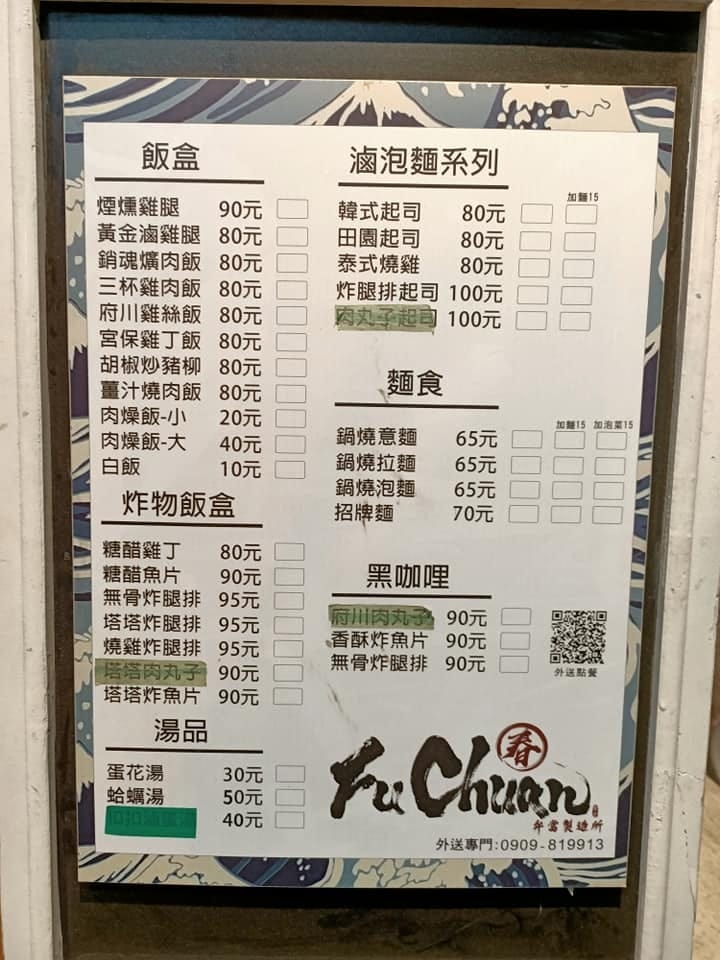 飯盒
煙燻雞腿 90元
黃金滷雞腿 80元
銷魂爌肉飯 80元
三杯雞肉飯 80元
府川雞絲飯 80元
宮保雞丁飯 80元
胡椒炒豬柳 80元
薑汁燒肉飯 80元
肉燥飯-小 20元
肉燥飯-大 40元
白飯 10元
炸物飯盒
糖醋雞丁 80元
糖醋魚片 90元
無骨炸腿排 95元
塔塔炸腿排 95元
燒雞炸腿排 95元
塔塔肉丸子 90元
塔塔炸魚片 90元
湯品
蛋花湯 30元
蛤蠣湯 50元
40元
滷泡麵系列
加麵15
韓式起司 80元
田園起司 80元
泰式燒雞 80元
炸腿排起司 100元
肉丸子起司 100元
麵食
加麵15 加泡菜15
鍋燒意麵 65元
鍋燒拉麵 65元
鍋燒泡麵 65元
招牌麵 70元
黑咖哩
府川肉丸子 90元
香酥炸魚片 90元
無骨炸腿排 90元
外送點餐
Fu Chuan
春
弁當製造所
外送專門:0909-819913